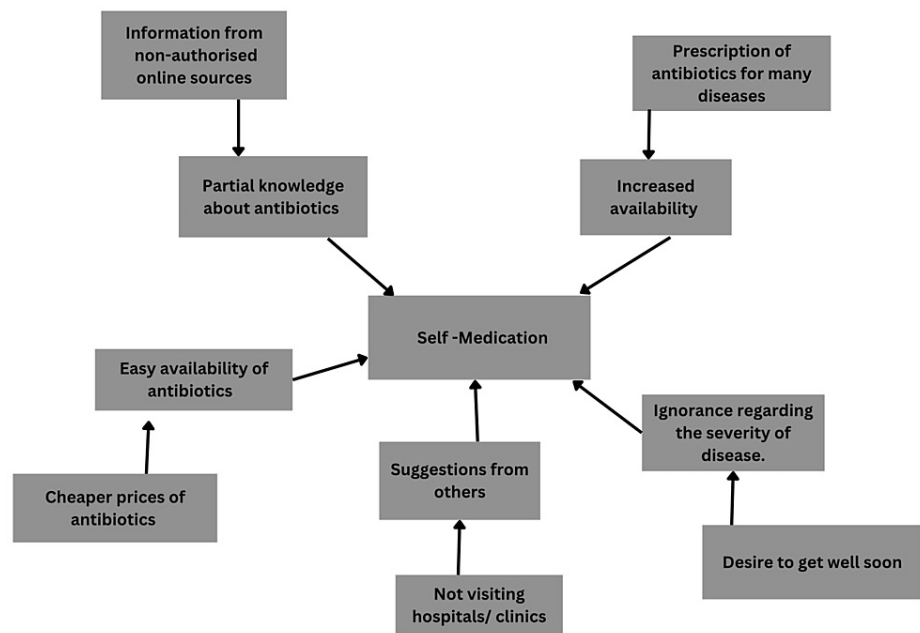 Information from
non-authorised
online sources
Prescription of
antibiotics for many
diseases
Partial knowledge
about antibiotics
Increased
availability
Self -Medication
Easy availability of
antibiotics
Ignorance regarding
the severity of
disease.
Suggestions from
others
Cheaper prices of
antibiotics
Desire to get well soon
Not visiting
hospitals/ clinics